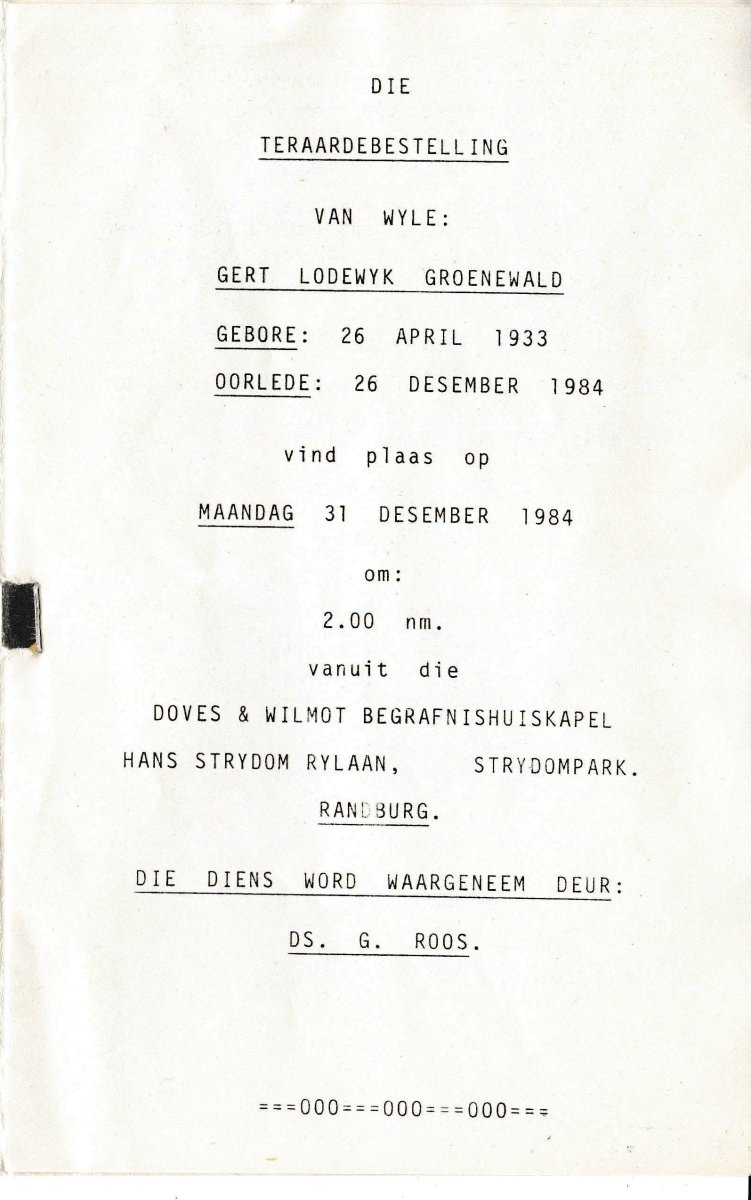 DIE
TERAARDEBESTELLING
VAN WYLE:
GERT LODEWYK GROENEWALD
GEBORE: 26 APRIL 1933
OORLEDE: 26 DESEMBER 1984
vind plaas op
MAANDAG 31 DESEMBER 1984
om:
2.00 nm.
vanuit die
DOVES & WILMOT BEGRAFNISHUISKAPEL
HANS STRYDOM RYLAAN, STRYDOMPARK.
RANDBURG.
DIE DIENS WORD WAARGENEEM DEUR:
DS. G. ROOS.
===000===000===000===